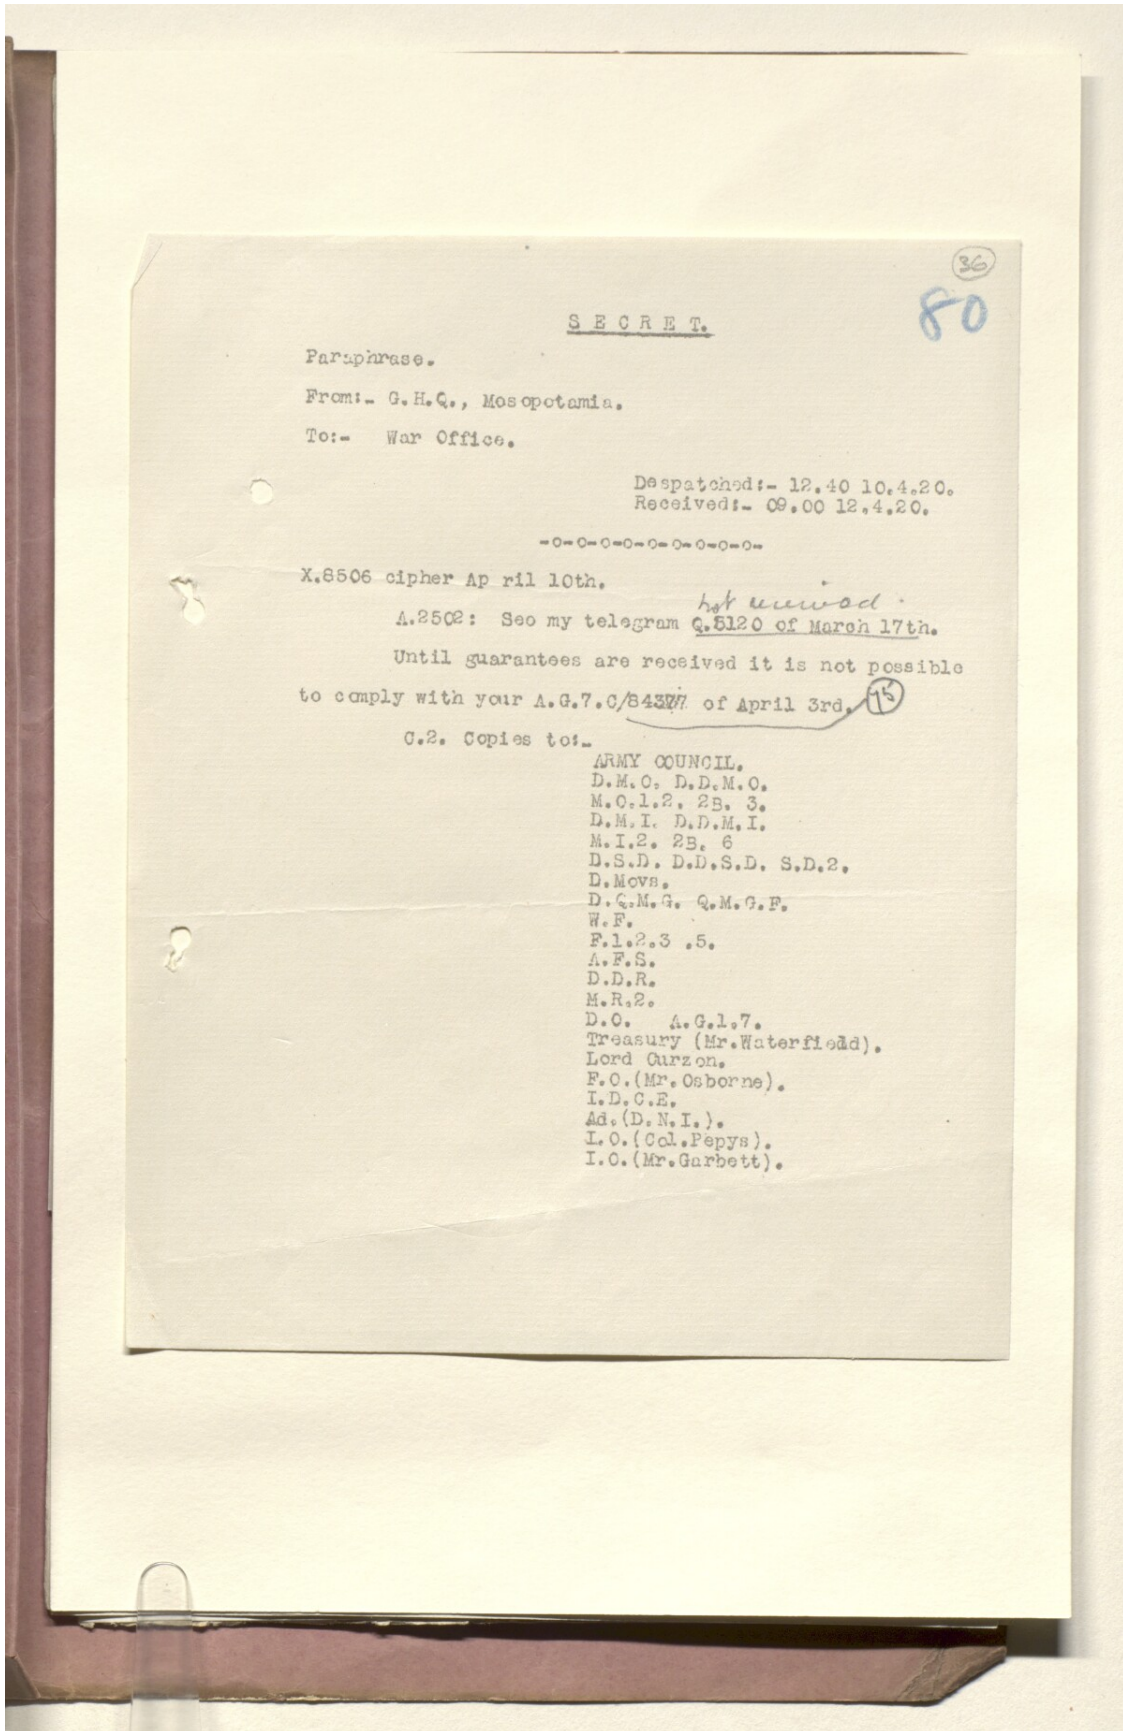 36
80
S E C R E T.
Paraphrase.
From:- G.H.Q., Mosopotamia.
To:- War Office.
Despatched:- 12.40 10.4.20.
Received:- 09.00 12.4.20.
-o-o-o-o-o-o-o-o-o-
X.8506 cipher Ap ril 10th.
not received.
A.2502: Seo my telegram Q.5120 of March 17th.
Until guarantees are received it is not possible
to comply with your A.G.7.C/84377 of April 3rd. 75
C.2. Copies to:-
ARMY COUNCIL.
D.M.O. D.D.M.O.
M.O.1.2. 2B. 3.
D.M.I. D.D.M.I.
M.I.2. 2B. 6
D.S.D. D.D.S.D. S.D.2.
D.Movs.
D.Q.M.G. Q.M.G.F.
W.F.
F.1.2.3 .5.
A.F.S.
D.D.R.
M.R.2.
D.O. A.G.1.7.
Treasury (Mr.Waterfield).
Lord Curzon.
F.O.(Mr.Osborne).
I.D.C.E.
Ad.(D.N.I.).
I.O.(Col.Pepys).
I.O.(Mr.Garbett).